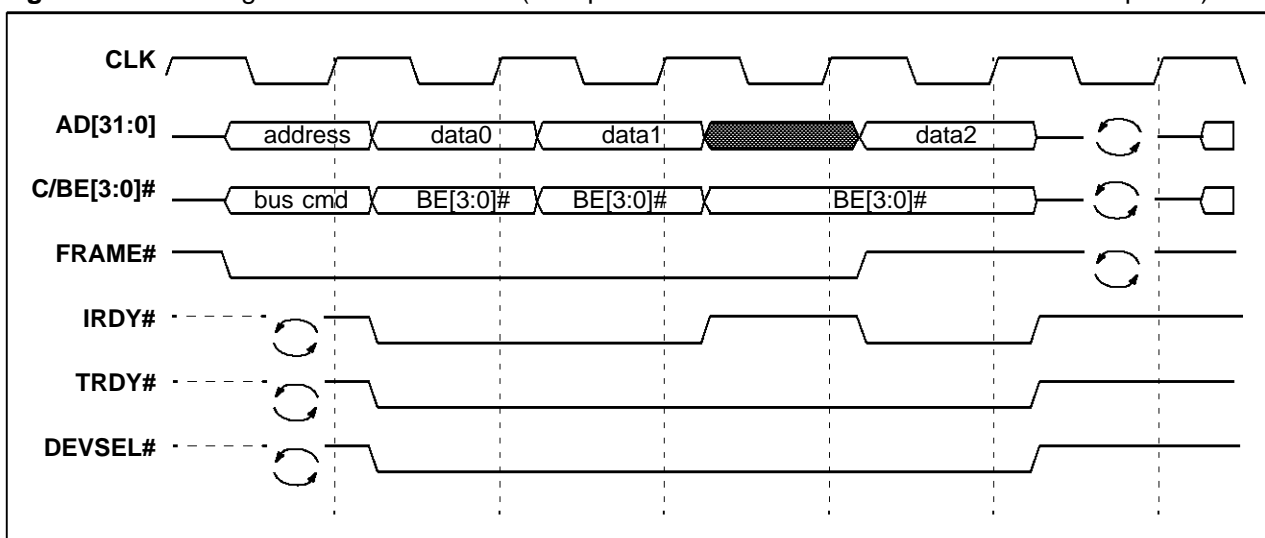 CLK
AD[31:0] address data0 data1 data2
C/BE[3:0]# bus cmd BE[3:0]# BE[3:0]# BE[3:0]#
FRAME#
IRDY#
TRDY#
DEVSEL#